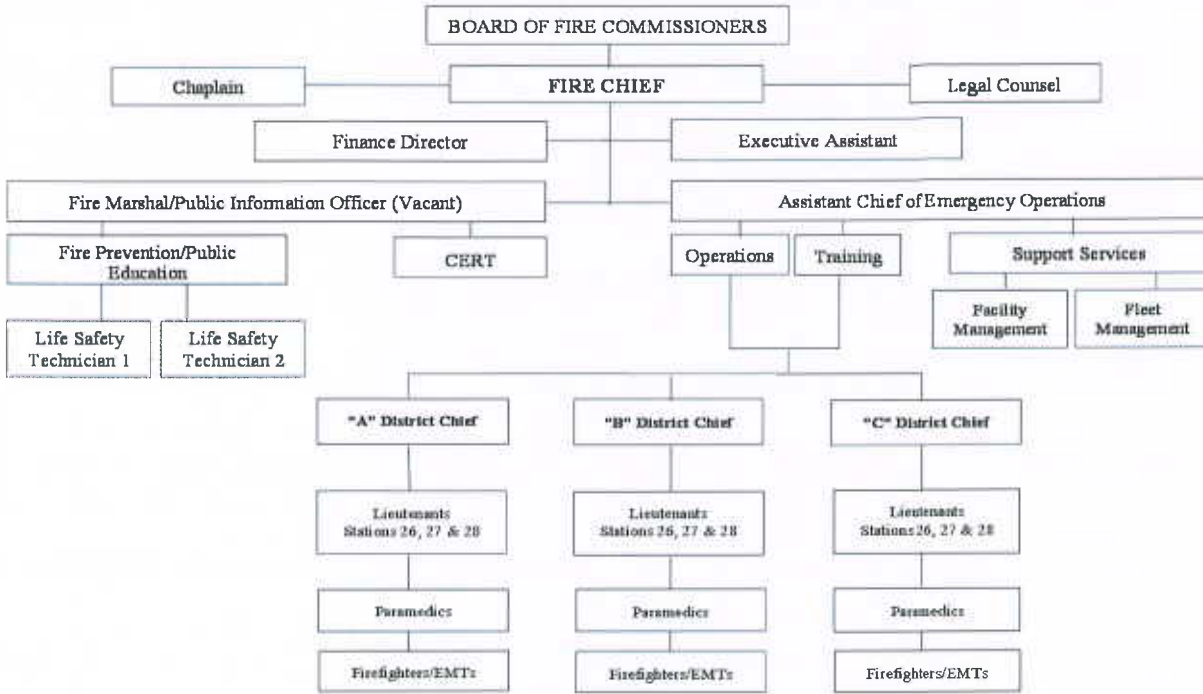 BOARD OF FIRE COMMISSIONERS
Chaplain
FIRE CHIEF
Legal Counsel
Finance Director
Executive Assistant
Fire Marshal/Public Information Officer (Vacant)
Assistant Chief of Emergency Operations
Fire Prevention/Public
Education
CERT
Operations
Training
Support Services
Life Safety
Technician 1
Life Safety
Technician 2
Facility
Management
Fleet
Management
"A" District Chief
"B" District Chief
"C" District Chief
Lieutenants
Stations 26, 27 & 28
Lieutenants
Stations 26, 27 & 28
Lieutenants
Stations 26, 27 & 28
Paramedics
Paramedics
Paramedics
Firefighters/EMTs
Firefighters/EMTs
Firefighters/EMTs